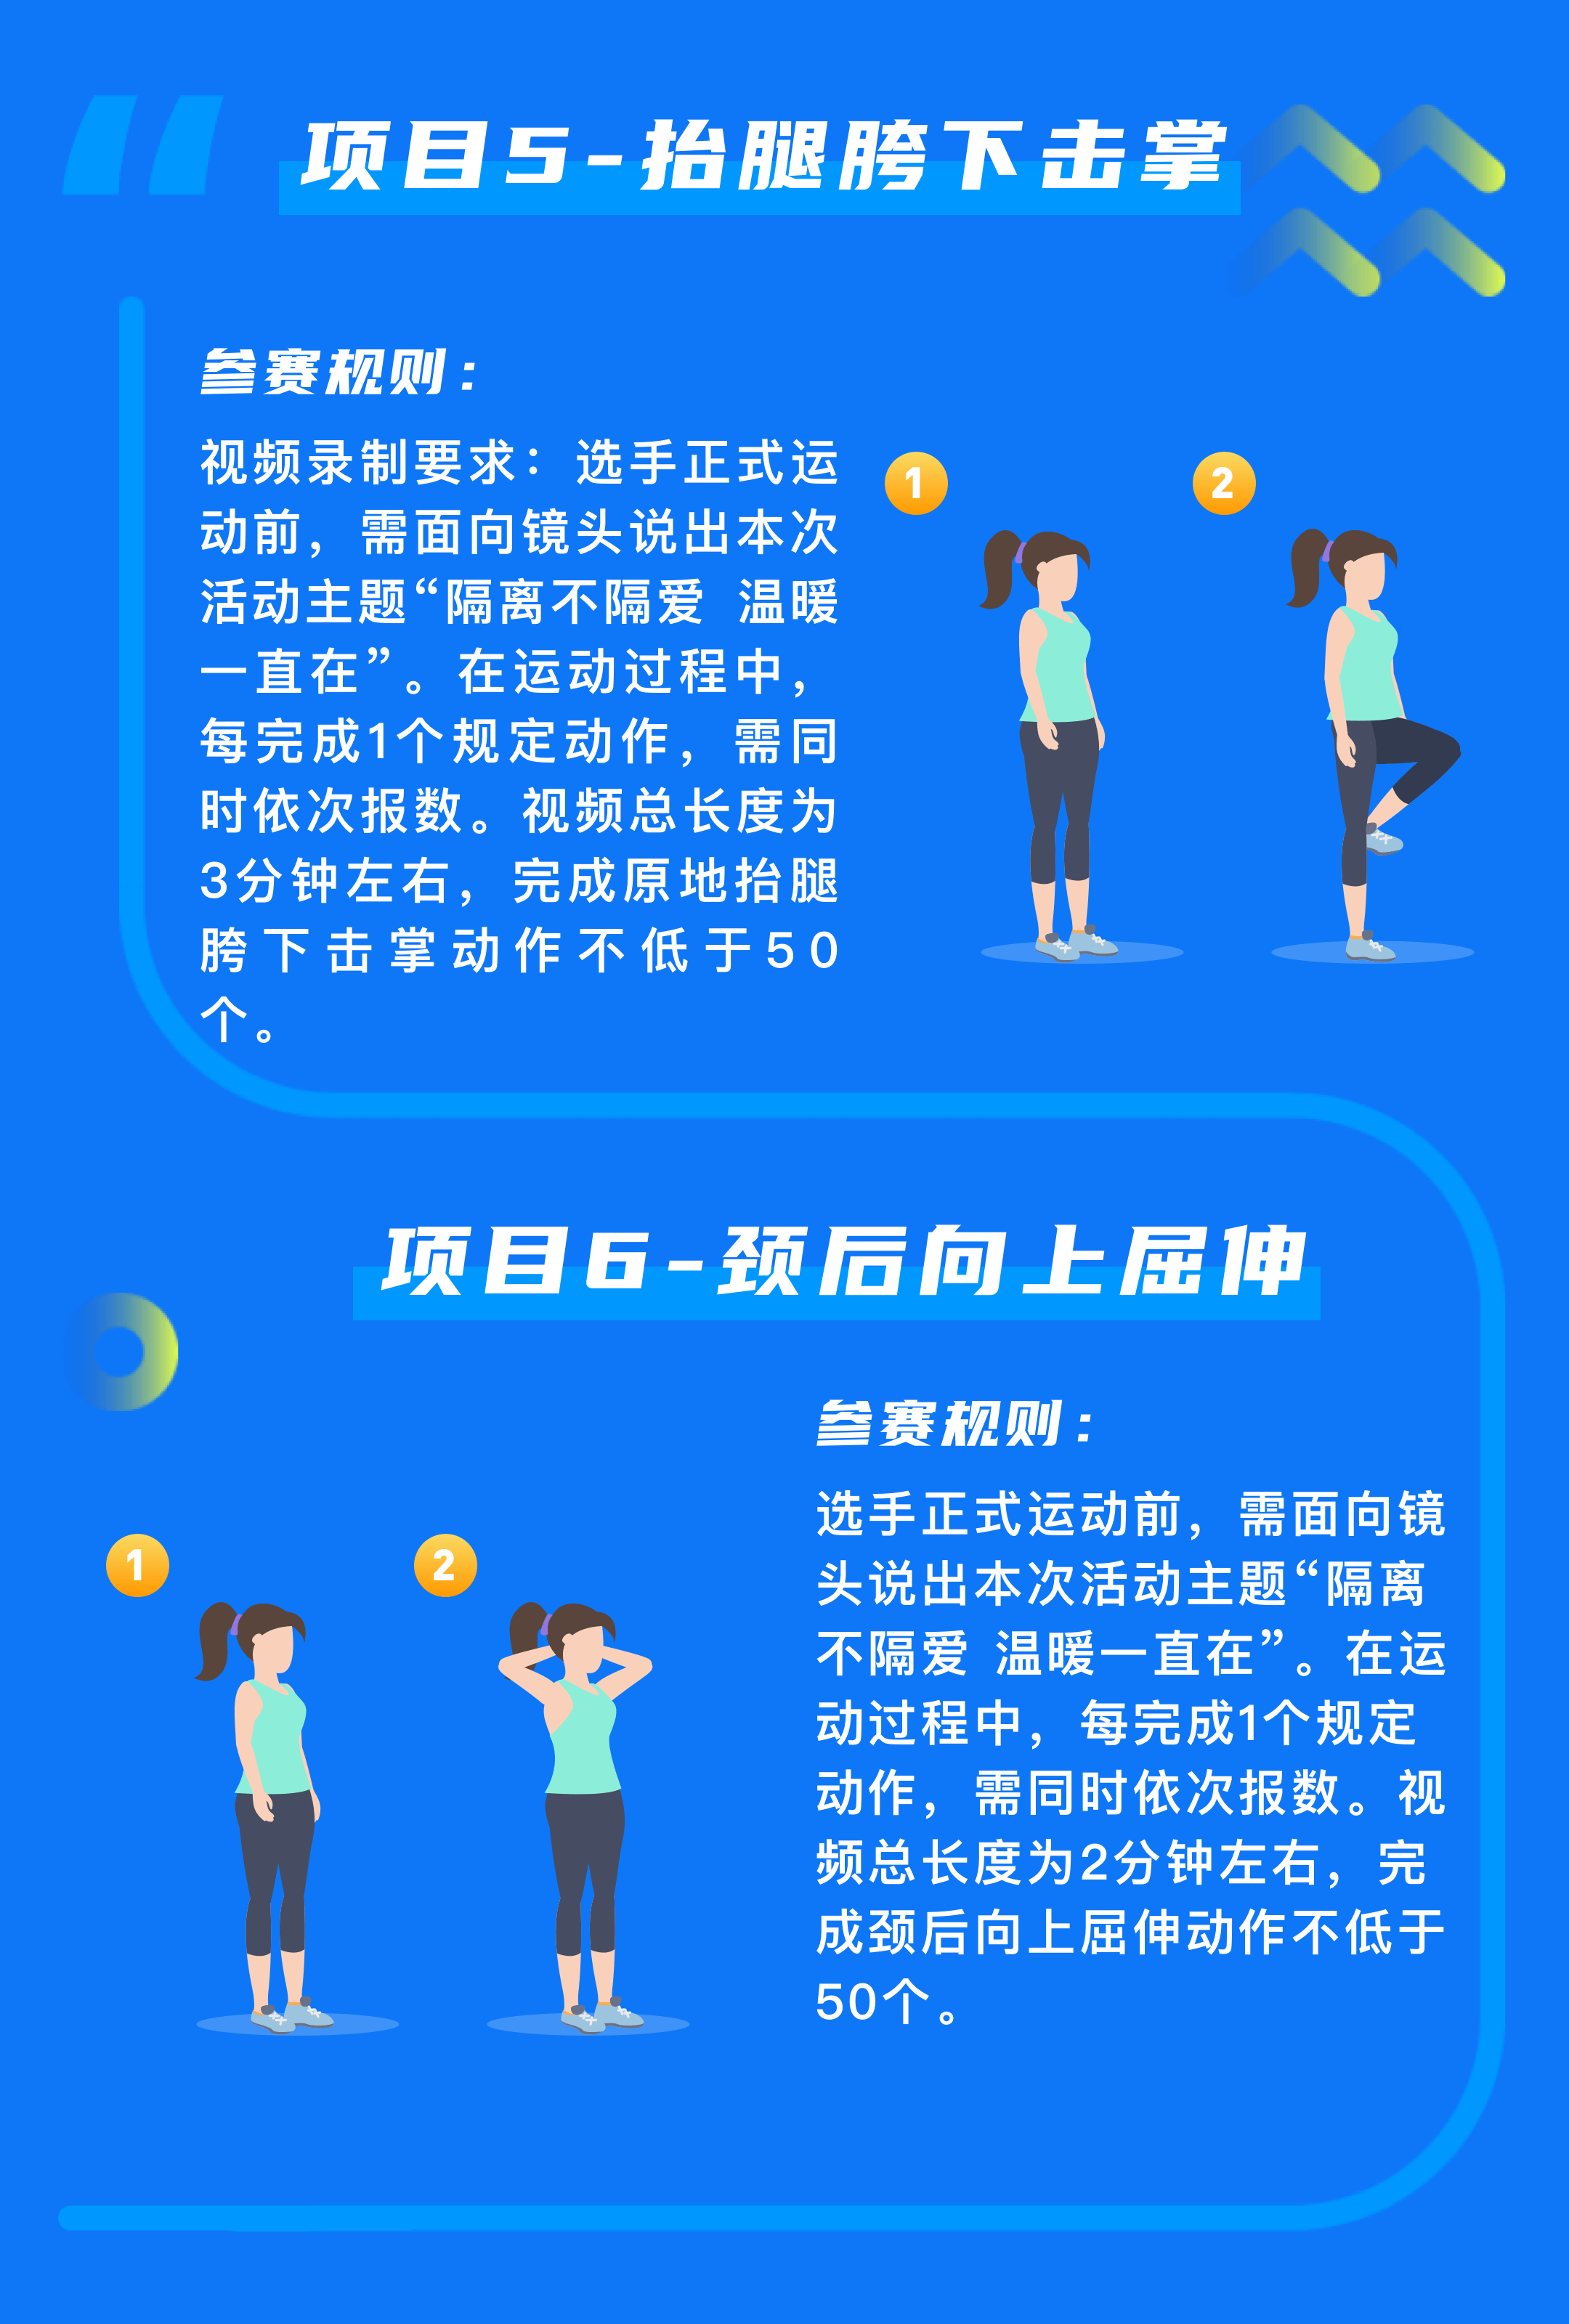 项目5-抬腿胯下击掌
参赛规则：
视频录制要求：选手正式运
动前，需面向镜头说出本次
活动主题“隔离不隔爱 温暖
一直在”。在运动过程中，
每完成1个规定动作，需同
时依次报数。视频总长度为
3分钟左右，完成原地抬腿
胯下击掌动作不低于50
个。
1
2
项目6-颈后向上屈伸
参赛规则：
选手正式运动前，需面向镜
头说出本次活动主题“隔离
不隔爱 温暖一直在”。在运
动过程中，每完成1个规定
动作，需同时依次报数。视
频总长度为2分钟左右，完
成颈后向上屈伸动作不低于
50个。
1
2